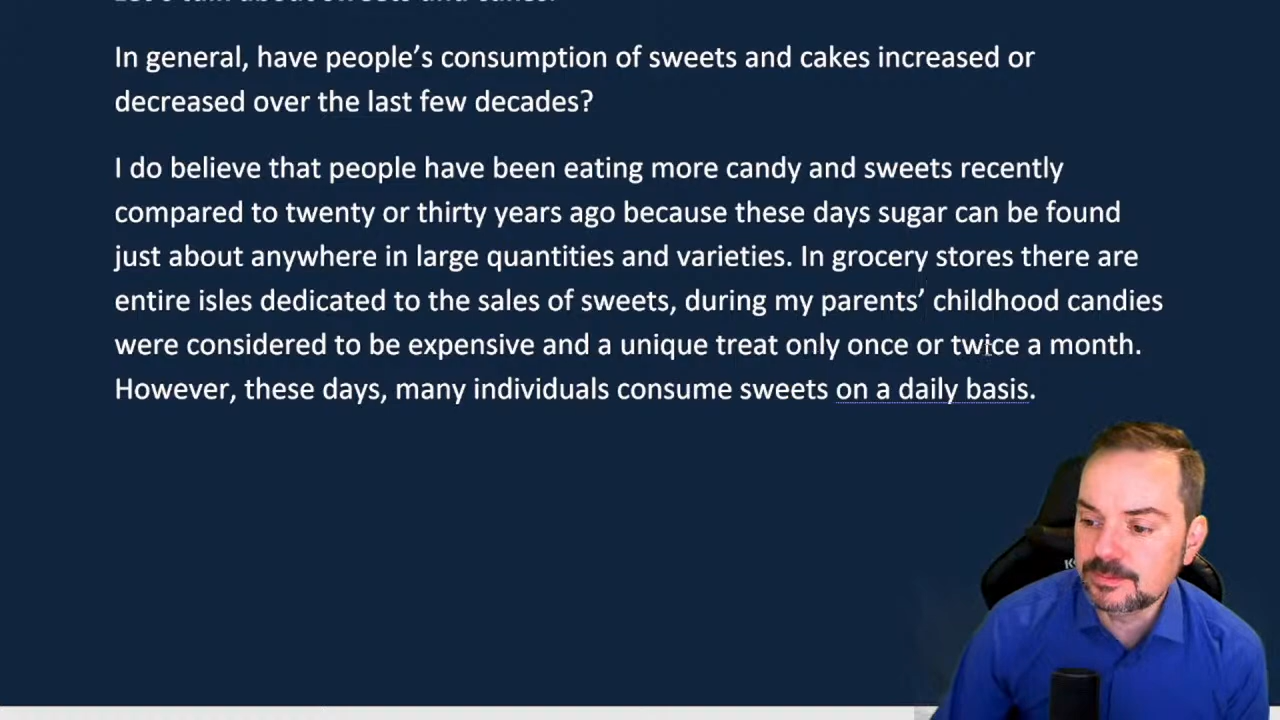 In general, have people’s consumption of sweets and cakes increased or
decreased over the last few decades?
I do believe that people have been eating more candy and sweets recently
compared to twenty or thirty years ago because these days sugar can be found
just about anywhere in large quantities and varieties. In grocery stores there are
entire isles dedicated to the sales of sweets, during my parents’ childhood candies
were considered to be expensive and a unique treat only once or twice a month.
However, these days, many individuals consume sweets on a daily basis.